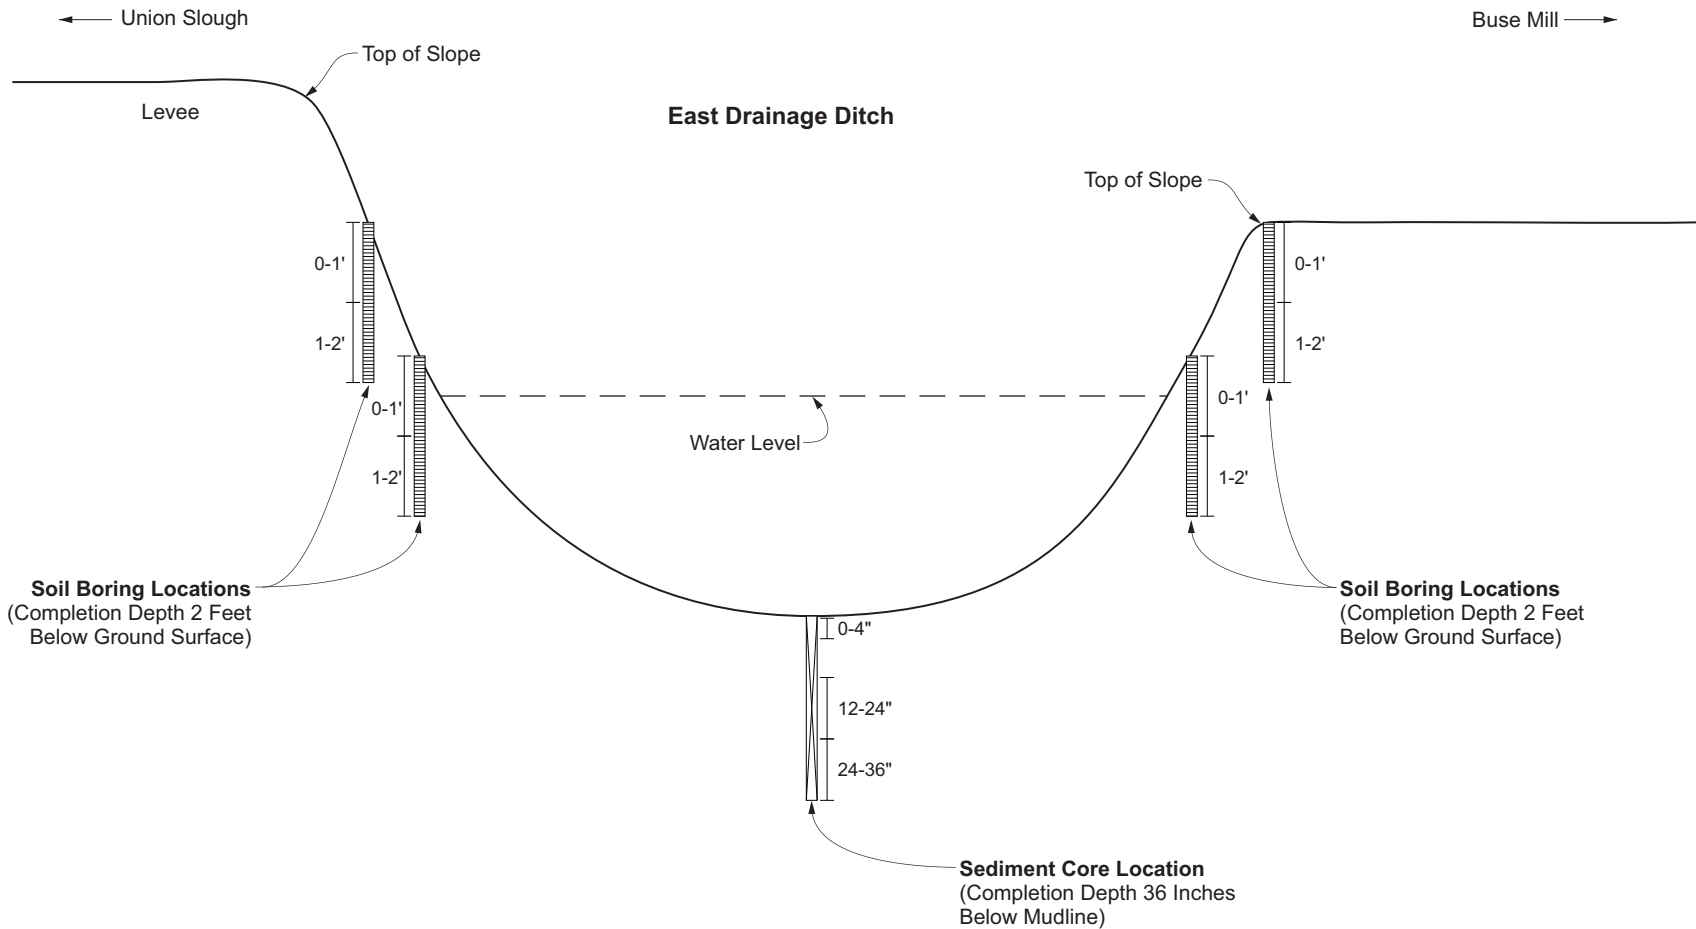 Union Slough
Buse Mill
Top of Slope
Levee
East Drainage Ditch
Top of Slope
0-1'
1-2'
0-1'
1-2'
0-1'
1-2'
0-1'
1-2'
Water Level
Soil Boring Locations
(Completion Depth 2 Feet
Below Ground Surface)
Soil Boring Locations
(Completion Depth 2 Feet
Below Ground Surface)
0-4"
12-24"
24-36"
Sediment Core Location
(Completion Depth 36 Inches
Below Mudline)